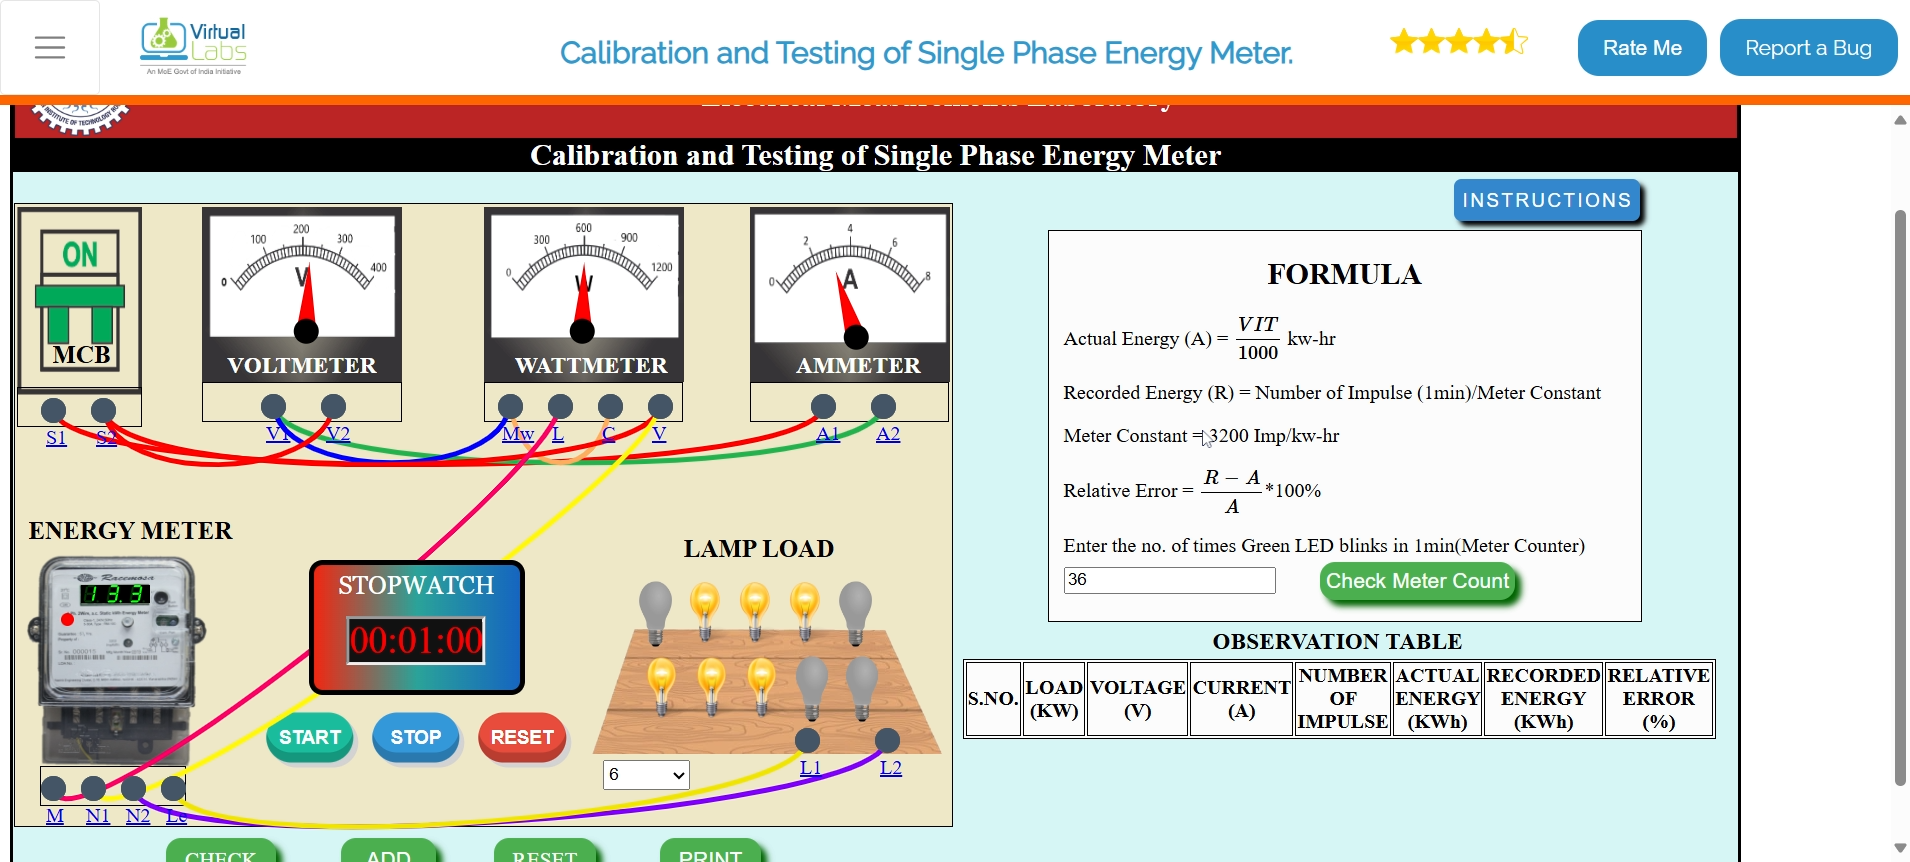 Virtual
Labs
An MoE Govt of India Initiative
Calibration and Testing of Single Phase Energy Meter.
Rate Me
Report a Bug
INSTITUTE OF TECHNOLOGY
Electrical Measurements Laboratory
Calibration and Testing of Single Phase Energy Meter
INSTRUCTIONS
ON
MCB
0 100 200 300 400
V
VOLTMETER
0 300 600 900 1200
W
WATTMETER
0 2 4 6 8
A
AMMETER
S1 S2 V1 V2 Mw L C V A1 A2
FORMULA
Actual Energy (A) = VIT/1000 kw-hr
Recorded Energy (R) = Number of Impulse (1min)/Meter Constant
Meter Constant = 3200 Imp/kw-hr
Relative Error = R − A/A *100%
Enter the no. of times Green LED blinks in 1min(Meter Counter)
36
Check Meter Count
ENERGY METER
Racemosa
13.3
STOPWATCH
00:01:00
START
STOP
RESET
LAMP LOAD
6
L1 L2
M N1 N2 Le
OBSERVATION TABLE
S.NO. LOAD (KW) VOLTAGE (V) CURRENT (A) NUMBER OF IMPULSE ACTUAL ENERGY (KWh) RECORDED ENERGY (KWh) RELATIVE ERROR (%)
CHECK
ADD
RESET
PRINT